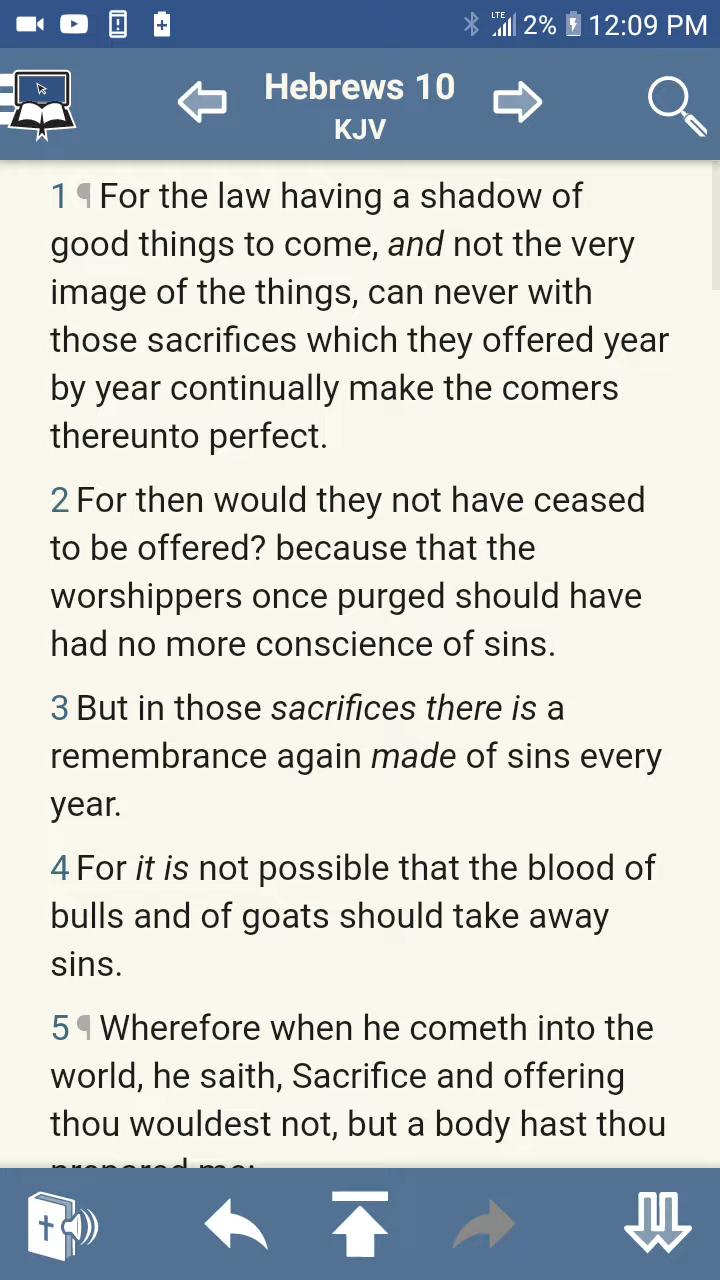 LTE 2% 12:09 PM
Hebrews 10
KJV
1 ¶ For the law having a shadow of
good things to come, and not the very
image of the things, can never with
those sacrifices which they offered year
by year continually make the comers
thereunto perfect.
2 For then would they not have ceased
to be offered? because that the
worshippers once purged should have
had no more conscience of sins.
3 But in those sacrifices there is a
remembrance again made of sins every
year.
4 For it is not possible that the blood of
bulls and of goats should take away
sins.
5 ¶ Wherefore when he cometh into the
world, he saith, Sacrifice and offering
thou wouldest not, but a body hast thou
prepared me: